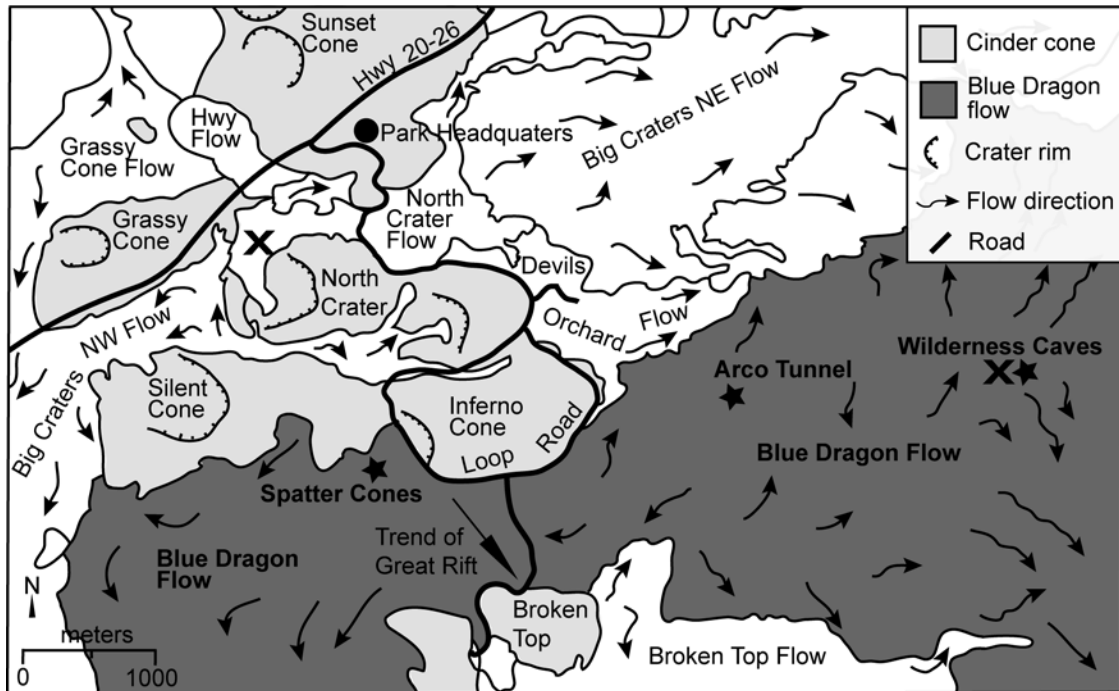 Sunset
Cone
Hwy 20-26
Cinder cone
Blue Dragon
flow
Crater rim
Flow direction
Road
Hwy
Flow
Park Headquaters
Big Craters NE Flow
Grassy
Cone Flow
Grassy
Cone
North
Crater
Flow
X
North
Crater
Devils
Orchard
Flow
NW Flow
Big Craters
Silent
Cone
Inferno
Cone
Loop
Road
Arco Tunnel
Wilderness Caves
X
Blue Dragon Flow
Spatter Cones
Trend of
Great Rift
Blue Dragon
Flow
N
meters
0 1000
Broken
Top
Broken Top Flow